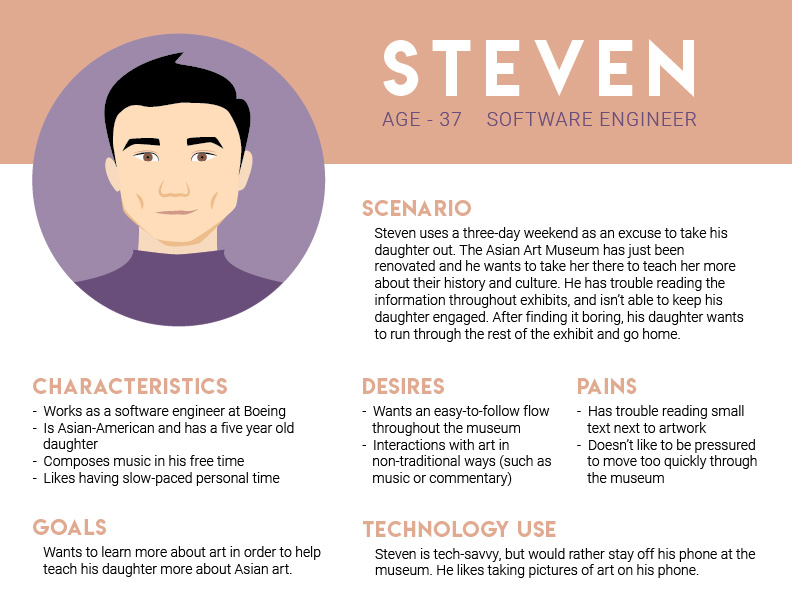 STEVEN
AGE - 37 SOFTWARE ENGINEER
SCENARIO
Steven uses a three-day weekend as an excuse to take his
daughter out. The Asian Art Museum has just been
renovated and he wants to take her there to teach her more
about their history and culture. He has trouble reading the
information throughout exhibits, and isn't able to keep his
daughter engaged. After finding it boring, his daughter wants
to run through the rest of the exhibit and go home.
CHARACTERISTICS
- Works as a software engineer at Boeing
- Is Asian-American and has a five year old
daughter
- Composes music in his free time
- Likes having slow-paced personal time
DESIRES
- Wants an easy-to-follow flow
throughout the museum
- Interactions with art in
non-traditional ways (such as
music or commentary)
PAINS
- Has trouble reading small
text next to artwork
- Doesn't like to be pressured
to move too quickly through
the museum
GOALS
Wants to learn more about art in order to help
teach his daughter more about Asian art.
TECHNOLOGY USE
Steven is tech-savvy, but would rather stay off his phone at the
museum. He likes taking pictures of art on his phone.